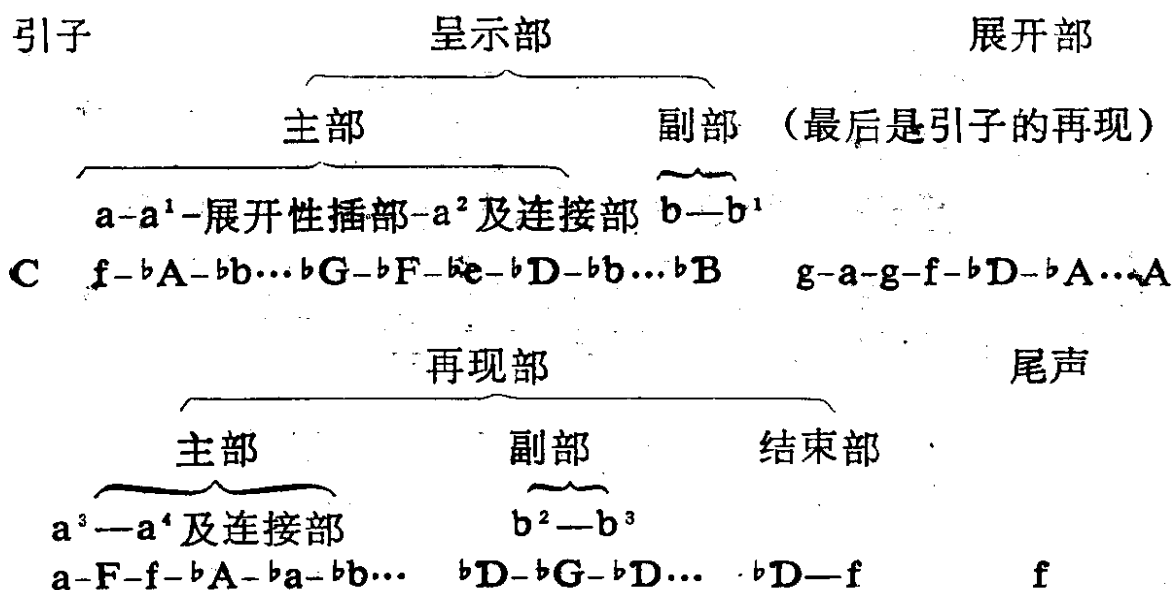 引子 呈示部 展开部
主部 副部 （最后是引子的再现）
a-a¹-展开性插部-a²及连接部 b—b¹
C f-♭A-♭b…♭G-♭F-♭e-♭D-♭b…♭B g-a-g-f-♭D-♭A…A
再现部 尾声
主部 副部 结束部
a³—a⁴及连接部 b²—b³
a-F-f-♭A-♭a-♭b… ♭D-♭G-♭D… ♭D—f f